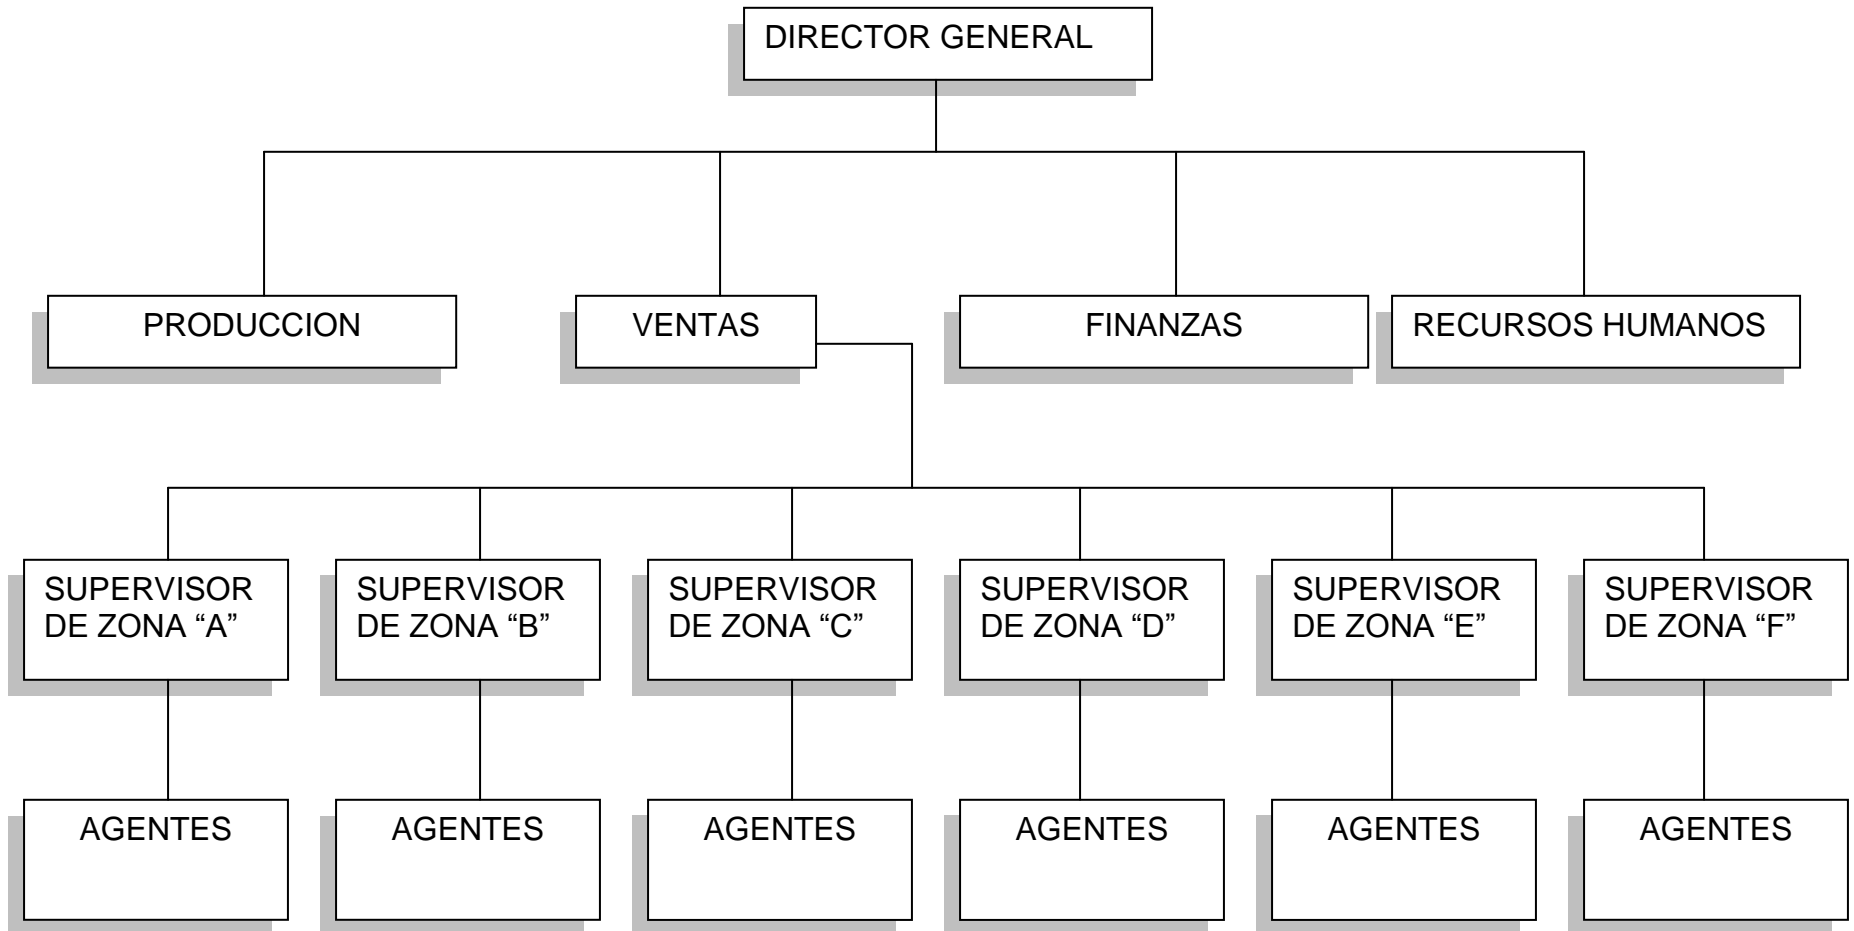 DIRECTOR GENERAL
PRODUCCION
VENTAS
FINANZAS
RECURSOS HUMANOS
SUPERVISOR
DE ZONA “A”
SUPERVISOR
DE ZONA “B”
SUPERVISOR
DE ZONA “C”
SUPERVISOR
DE ZONA “D”
SUPERVISOR
DE ZONA “E”
SUPERVISOR
DE ZONA “F”
AGENTES
AGENTES
AGENTES
AGENTES
AGENTES
AGENTES